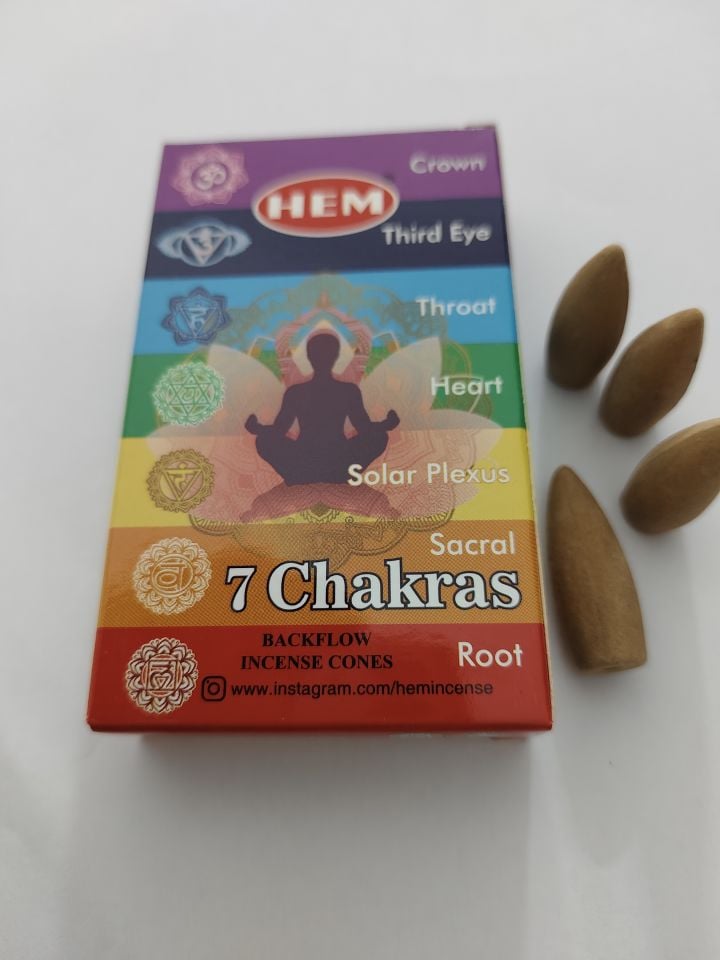 Crown
HEM
Third Eye
Throat
Heart
Solar Plexus
Sacral
7 Chakras
BACKFLOW
INCENSE CONES
Root
www.instagram.com/hemincense